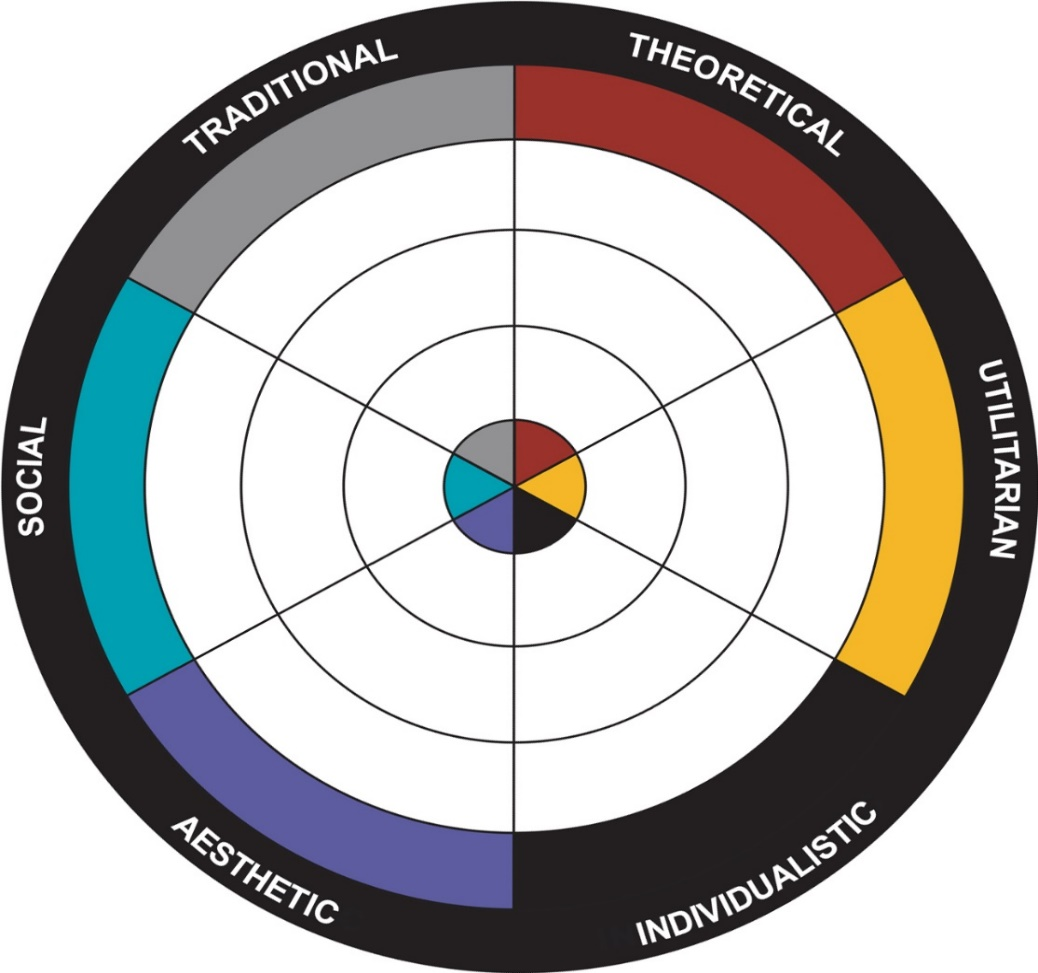 TRADITIONAL
THEORETICAL
SOCIAL
UTILITARIAN
AESTHETIC
INDIVIDUALISTIC